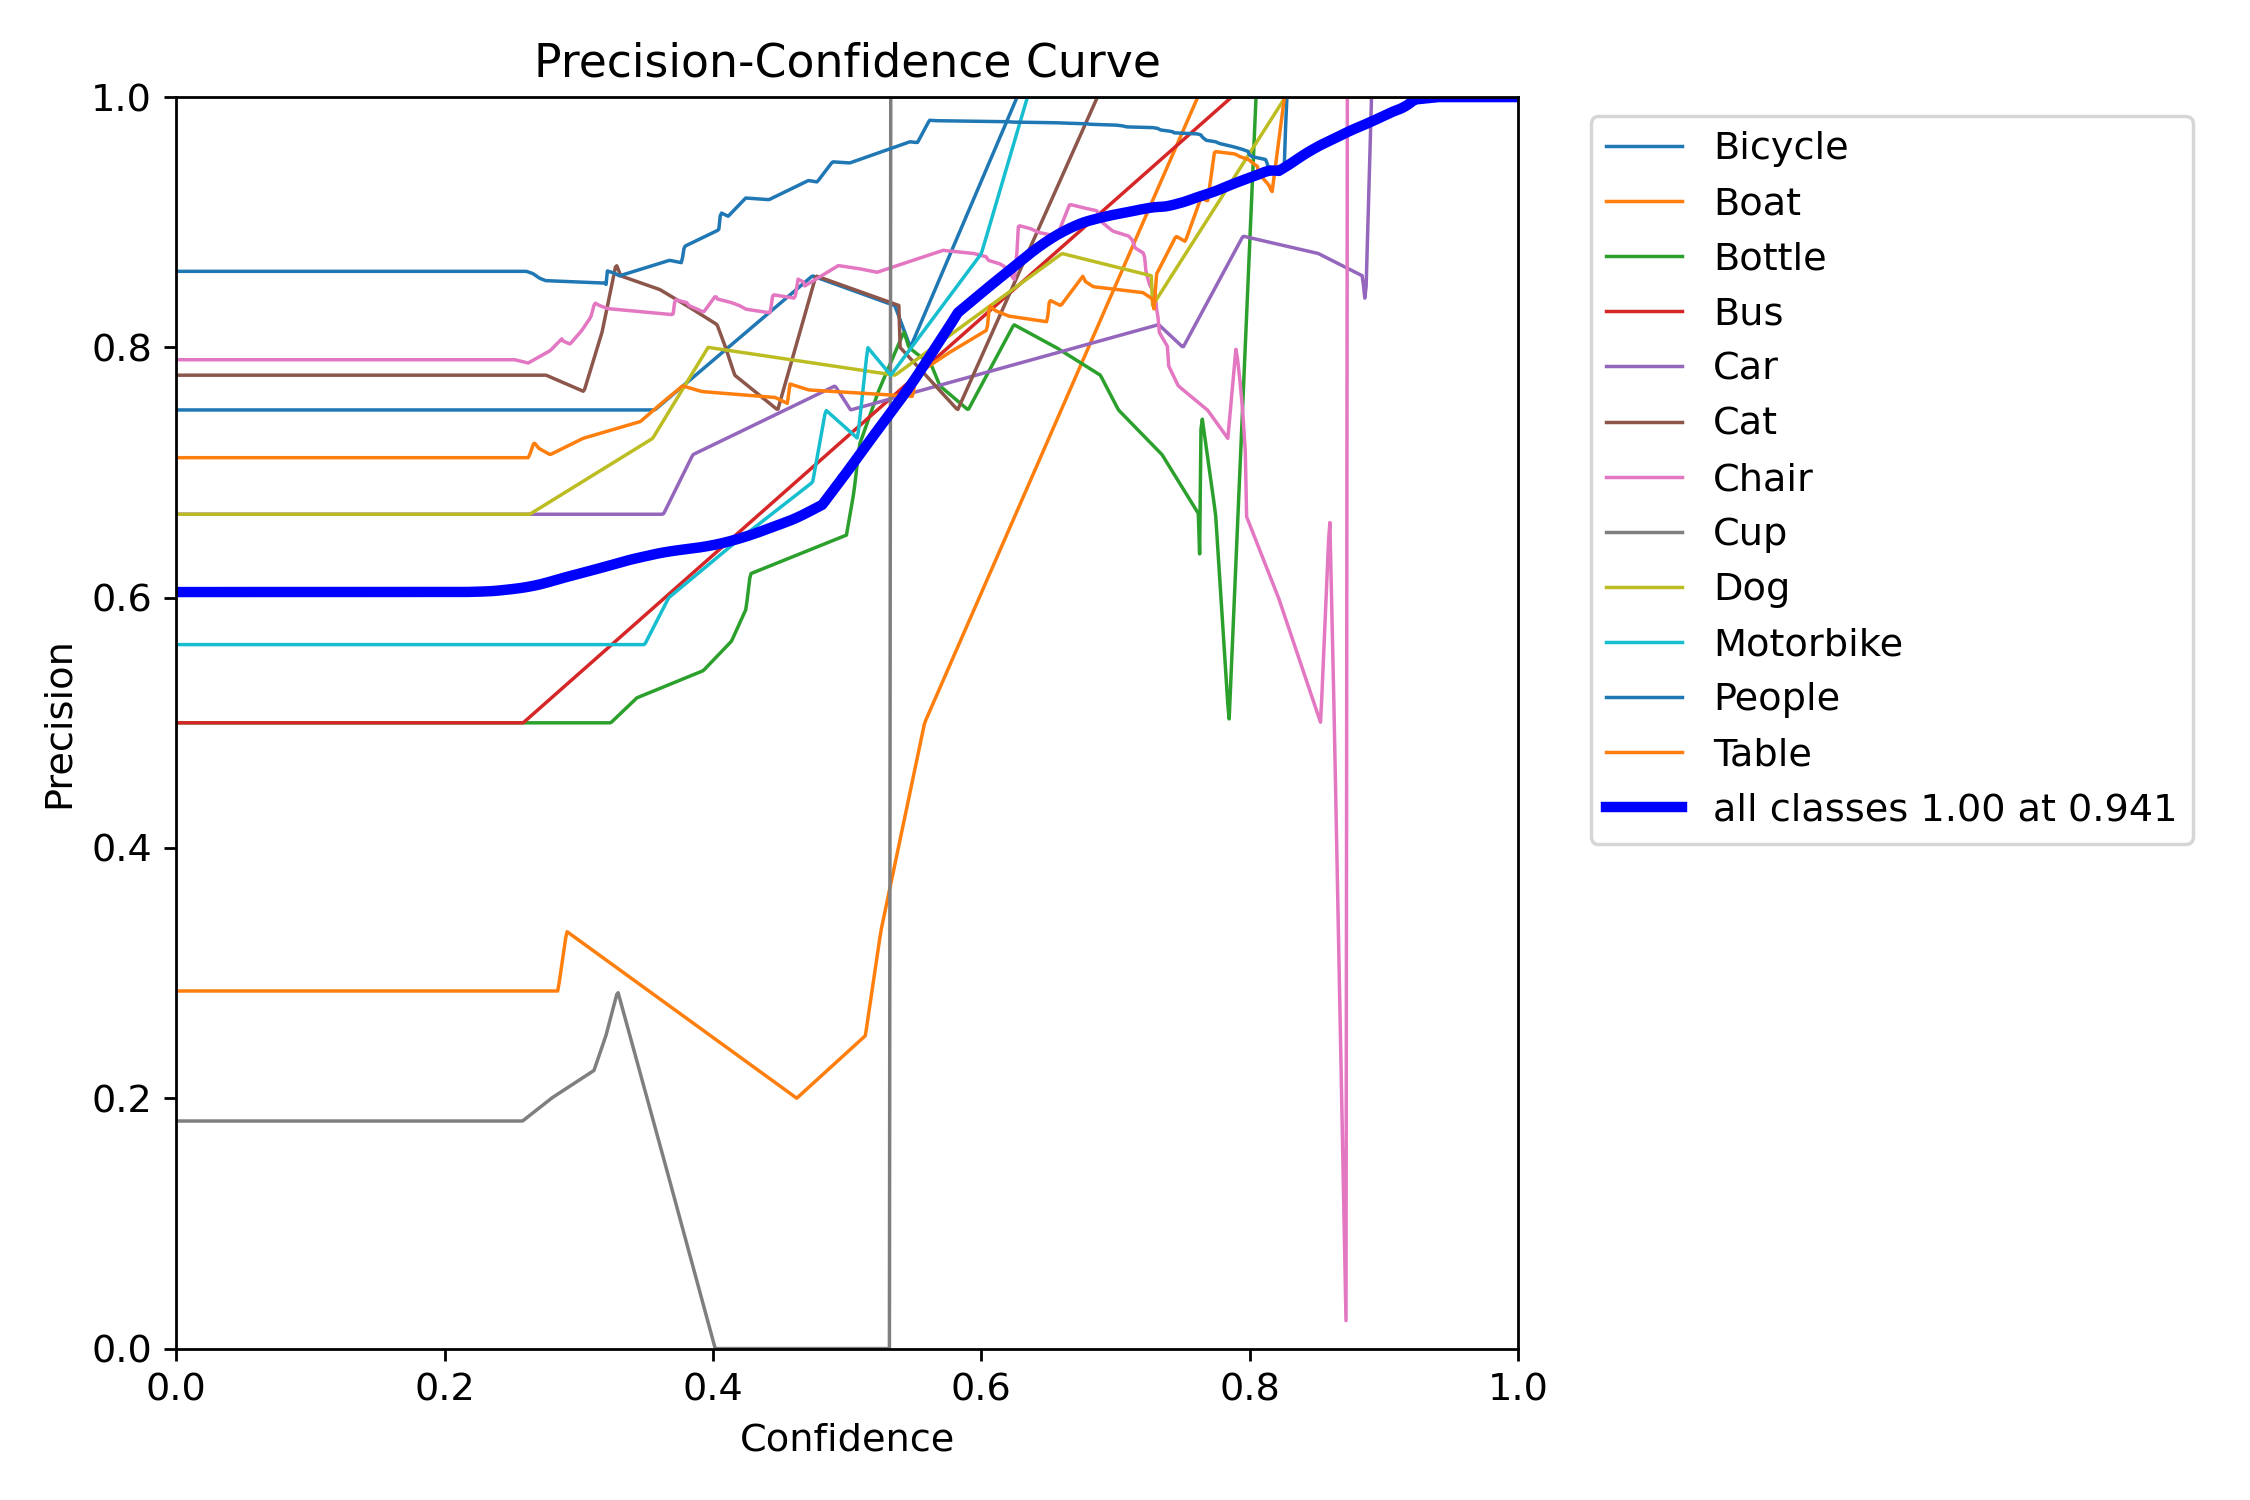 Precision-Confidence Curve
1.0
0.8
0.6
0.4
0.2
0.0
Precision
0.0 0.2 0.4 0.6 0.8 1.0
Confidence
Bicycle
Boat
Bottle
Bus
Car
Cat
Chair
Cup
Dog
Motorbike
People
Table
all classes 1.00 at 0.941